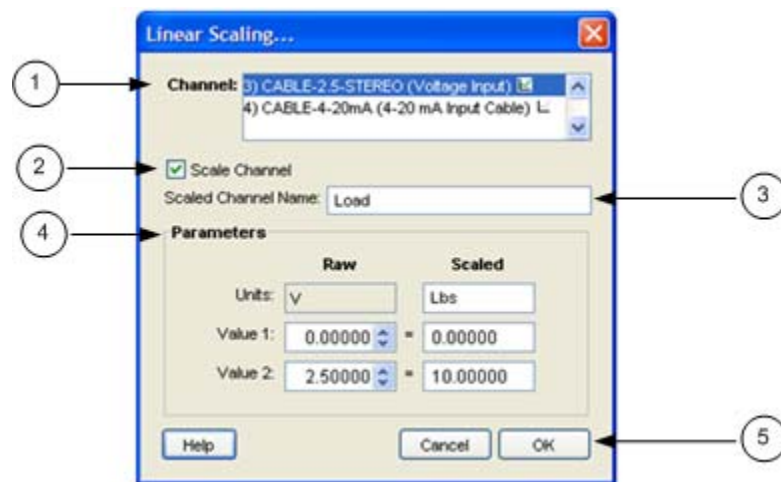 Linear Scaling...
1
Channel: 3) CABLE-2.5-STEREO (Voltage Input)
4) CABLE-4-20mA (4-20 mA Input Cable)
2
Scale Channel
Scaled Channel Name: Load
3
4
Parameters
Raw Scaled
Units: V Lbs
Value 1: 0.00000 = 0.00000
Value 2: 2.50000 = 10.00000
Help Cancel OK
5